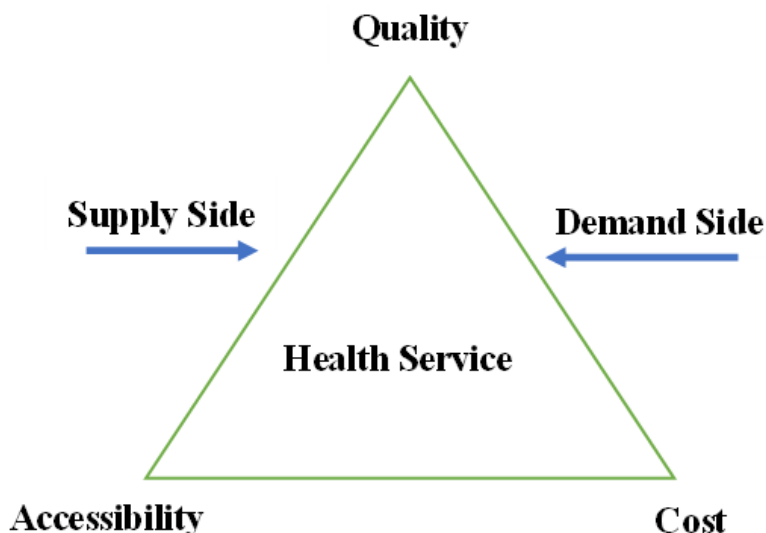 Quality
Supply Side
Demand Side
Health Service
Accessibility
Cost